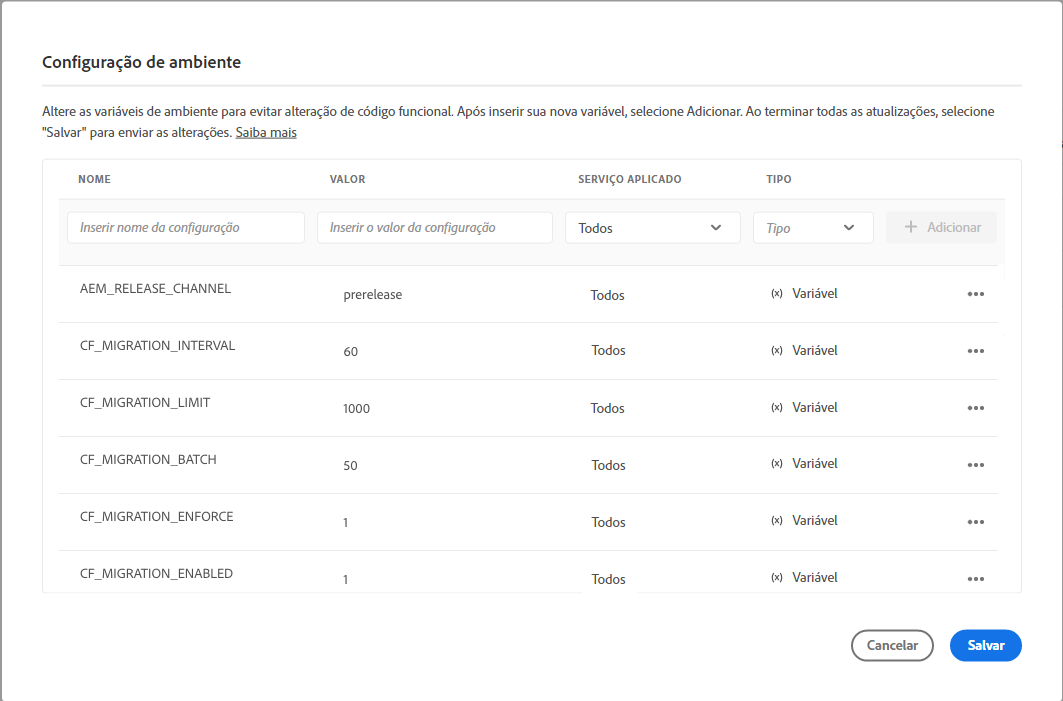 Configuração de ambiente
Altere as variáveis de ambiente para evitar alteração de código funcional. Após inserir sua nova variável, selecione Adicionar. Ao terminar todas as atualizações, selecione
"Salvar" para enviar as alterações. Saiba mais
NOME VALOR SERVIÇO APLICADO TIPO
Inserir nome da configuração Inserir o valor da configuração Todos Tipo + Adicionar
AEM_RELEASE_CHANNEL prerelease Todos (x) Variável •••
CF_MIGRATION_INTERVAL 60 Todos (x) Variável •••
CF_MIGRATION_LIMIT 1000 Todos (x) Variável •••
CF_MIGRATION_BATCH 50 Todos (x) Variável •••
CF_MIGRATION_ENFORCE 1 Todos (x) Variável •••
CF_MIGRATION_ENABLED 1 Todos (x) Variável •••
Cancelar Salvar